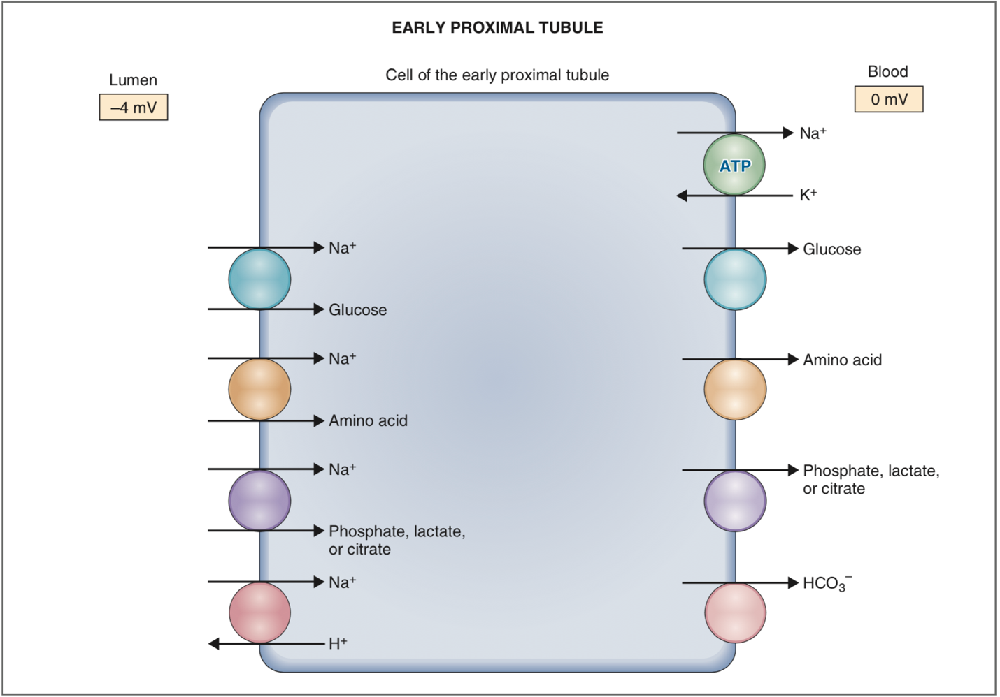 EARLY PROXIMAL TUBULE
Cell of the early proximal tubule
Lumen
–4 mV
Blood
0 mV
Na⁺
ATP
K⁺
Na⁺
Glucose
Glucose
Na⁺
Amino acid
Amino acid
Na⁺
Phosphate, lactate,
or citrate
Phosphate, lactate,
or citrate
Na⁺
HCO₃⁻
H⁺